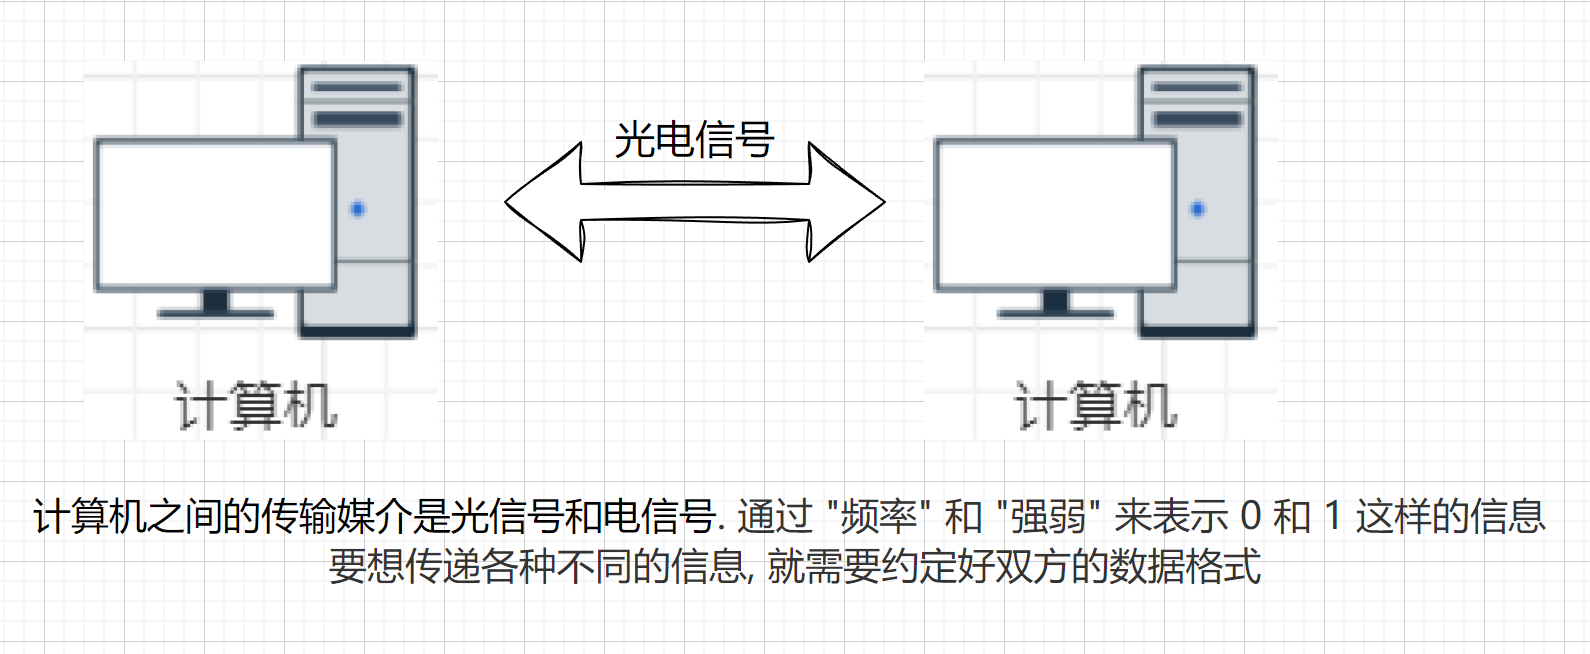 光电信号
计算机
计算机
计算机之间的传输媒介是光信号和电信号. 通过 "频率" 和 "强弱" 来表示 0 和 1 这样的信息
要想传递各种不同的信息, 就需要约定好双方的数据格式